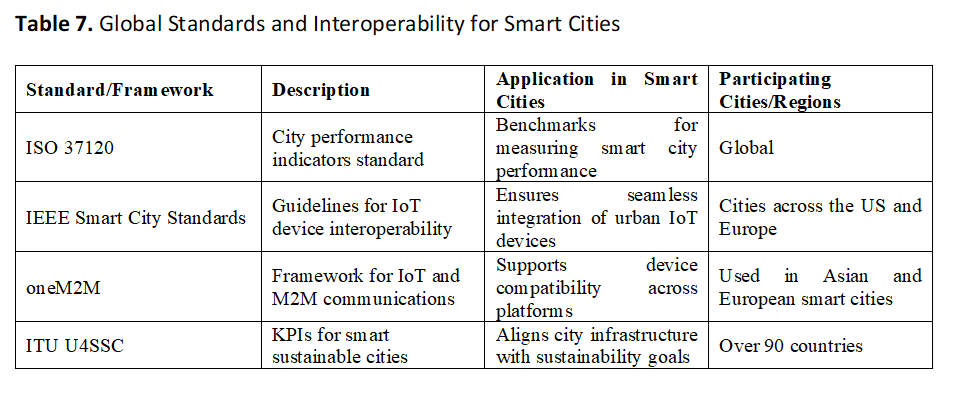 Table 7. Global Standards and Interoperability for Smart Cities
Standard/Framework
Description
Application in Smart
Cities
Participating
Cities/Regions
ISO 37120
City performance
indicators standard
Benchmarks for
measuring smart city
performance
Global
IEEE Smart City Standards
Guidelines for IoT
device interoperability
Ensures seamless
integration of urban IoT
devices
Cities across the US and
Europe
oneM2M
Framework for IoT and
M2M communications
Supports device
compatibility across
platforms
Used in Asian and
European smart cities
ITU U4SSC
KPIs for smart
sustainable cities
Aligns city infrastructure
with sustainability goals
Over 90 countries